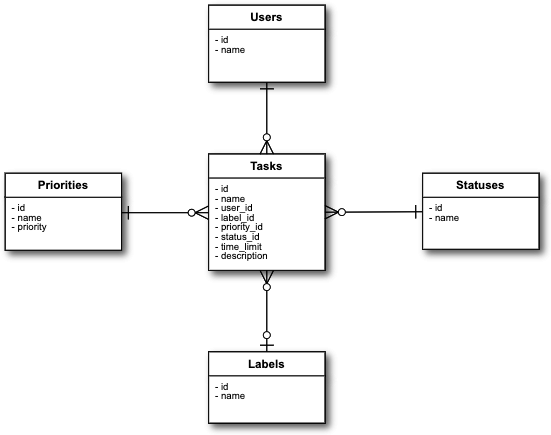 Users
- id
- name
Tasks
- id
- name
- user_id
- label_id
- priority_id
- status_id
- time_limit
- description
Priorities
- id
- name
- priority
Statuses
- id
- name
Labels
- id
- name